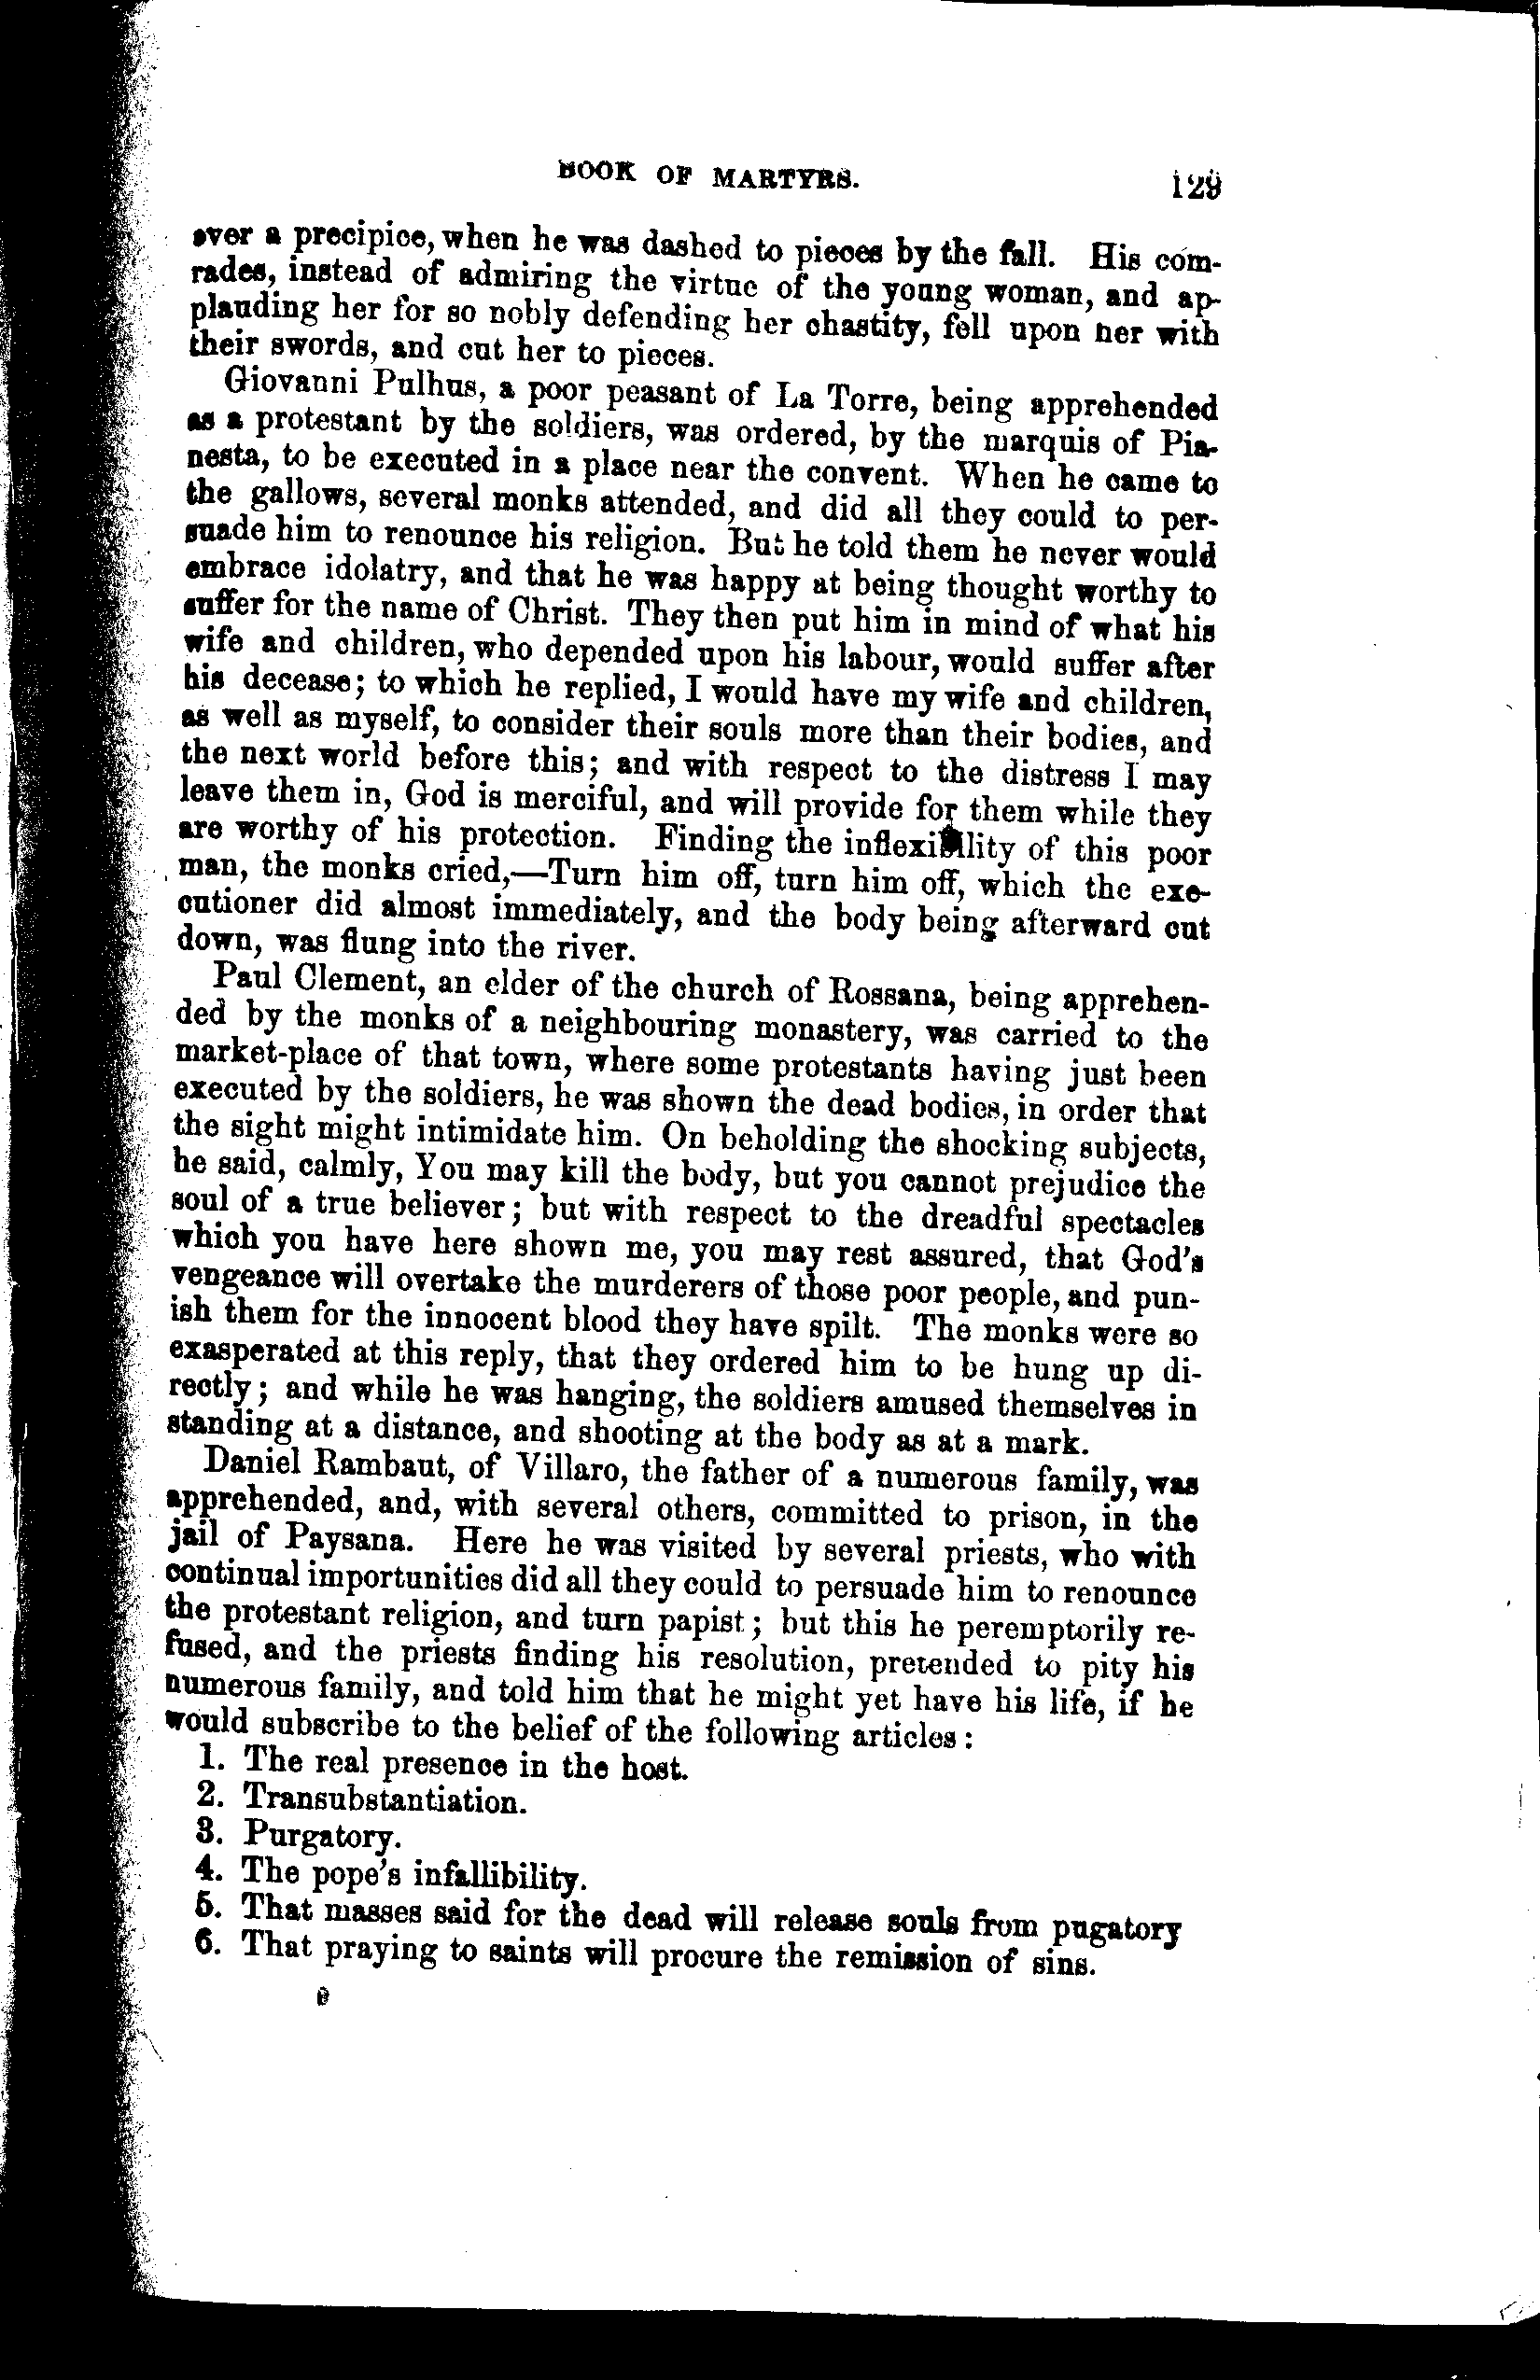 BOOK OF MARTYRS. 129
over a precipice, when he was dashed to pieces by the fall. His com-
rades, instead of admiring the virtue of the young woman, and ap-
plauding her for so nobly defending her chastity, fell upon her with
their swords, and cut her to pieces.
Giovanni Pulhus, a poor peasant of La Torre, being apprehended
as a protestant by the soldiers, was ordered, by the marquis of Pia-
nesta, to be executed in a place near the convent. When he came to
the gallows, several monks attended, and did all they could to per-
suade him to renounce his religion. But he told them he never would
embrace idolatry, and that he was happy at being thought worthy to
suffer for the name of Christ. They then put him in mind of what his
wife and children, who depended upon his labour, would suffer after
his decease; to which he replied, I would have my wife and children,
as well as myself, to consider their souls more than their bodies, and
the next world before this; and with respect to the distress I may
leave them in, God is merciful, and will provide for them while they
are worthy of his protection. Finding the inflexibility of this poor
man, the monks cried,—Turn him off, turn him off, which the exe-
cutioner did almost immediately, and the body being afterward cut
down, was flung into the river.
Paul Clement, an elder of the church of Rossana, being apprehen-
ded by the monks of a neighbouring monastery, was carried to the
market-place of that town, where some protestants having just been
executed by the soldiers, he was shown the dead bodies, in order that
the sight might intimidate him. On beholding the shocking subjects,
he said, calmly, You may kill the body, but you cannot prejudice the
soul of a true believer; but with respect to the dreadful spectacles
which you have here shown me, you may rest assured, that God's
vengeance will overtake the murderers of those poor people, and pun-
ish them for the innocent blood they have spilt. The monks were so
exasperated at this reply, that they ordered him to be hung up di-
rectly; and while he was hanging, the soldiers amused themselves in
standing at a distance, and shooting at the body as at a mark.
Daniel Rambaut, of Villaro, the father of a numerous family, was
apprehended, and, with several others, committed to prison, in the
jail of Paysana. Here he was visited by several priests, who with
continual importunities did all they could to persuade him to renounce
the protestant religion, and turn papist; but this he peremptorily re-
fused, and the priests finding his resolution, pretended to pity his
numerous family, and told him that he might yet have his life, if he
would subscribe to the belief of the following articles:
1. The real presence in the host.
2. Transubstantiation.
3. Purgatory.
4. The pope's infallibility.
5. That masses said for the dead will release souls from pugatory
6. That praying to saints will procure the remission of sins.